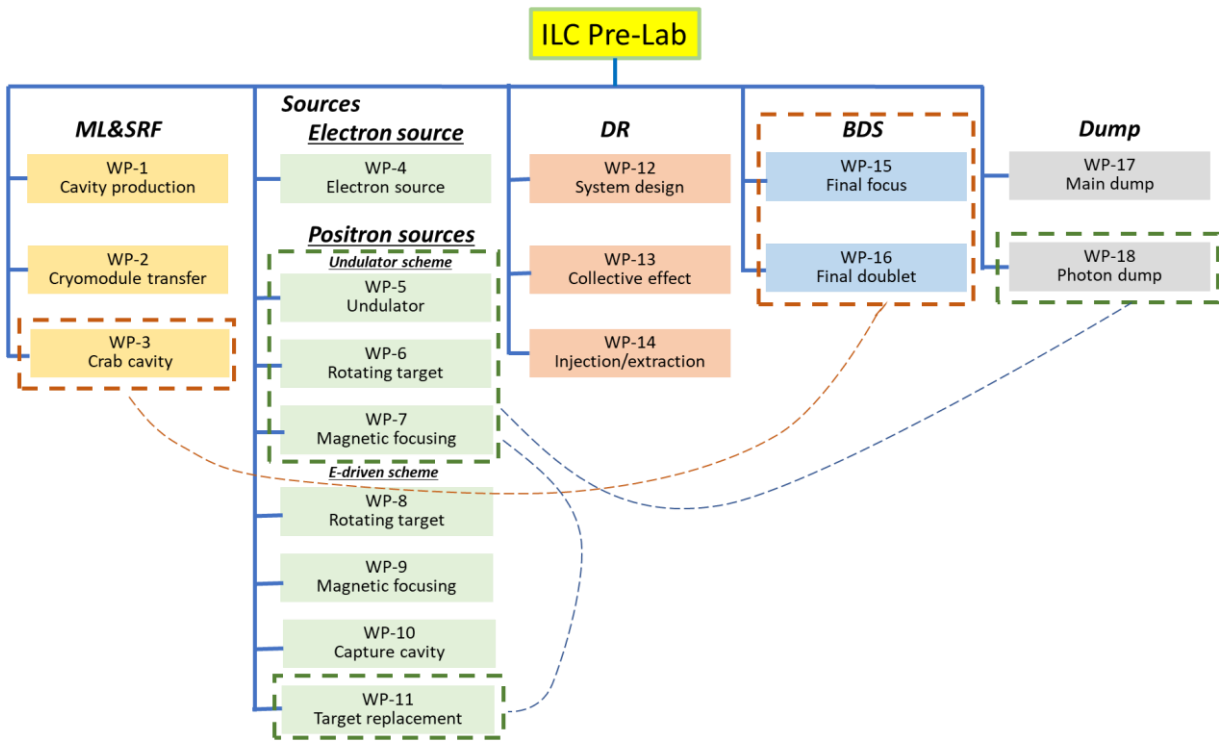 ILC Pre-Lab
ML&SRF
WP-1
Cavity production
WP-2
Cryomodule transfer
WP-3
Crab cavity
Sources
Electron source
WP-4
Electron source
Positron sources
Undulator scheme
WP-5
Undulator
WP-6
Rotating target
WP-7
Magnetic focusing
E-driven scheme
WP-8
Rotating target
WP-9
Magnetic focusing
WP-10
Capture cavity
WP-11
Target replacement
DR
WP-12
System design
WP-13
Collective effect
WP-14
Injection/extraction
BDS
WP-15
Final focus
WP-16
Final doublet
Dump
WP-17
Main dump
WP-18
Photon dump